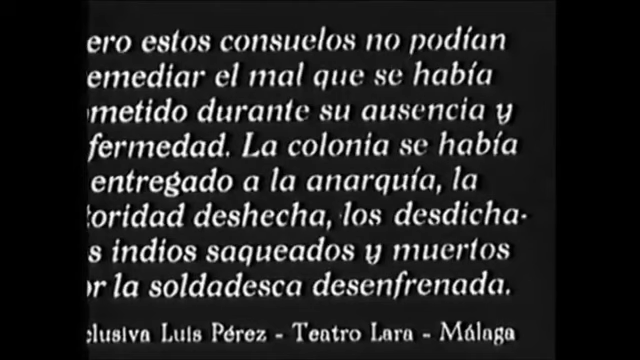 ero estos consuelos no podían
emediar el mal que se había
metido durante su ausencia y
fermedad. La colonia se había
entregado a la anarquía, la
toridad deshecha, los desdicha-
s indios saqueados y muertos
or la soldadesca desenfrenada.
clusiva Luis Pérez - Teatro Lara - Málaga